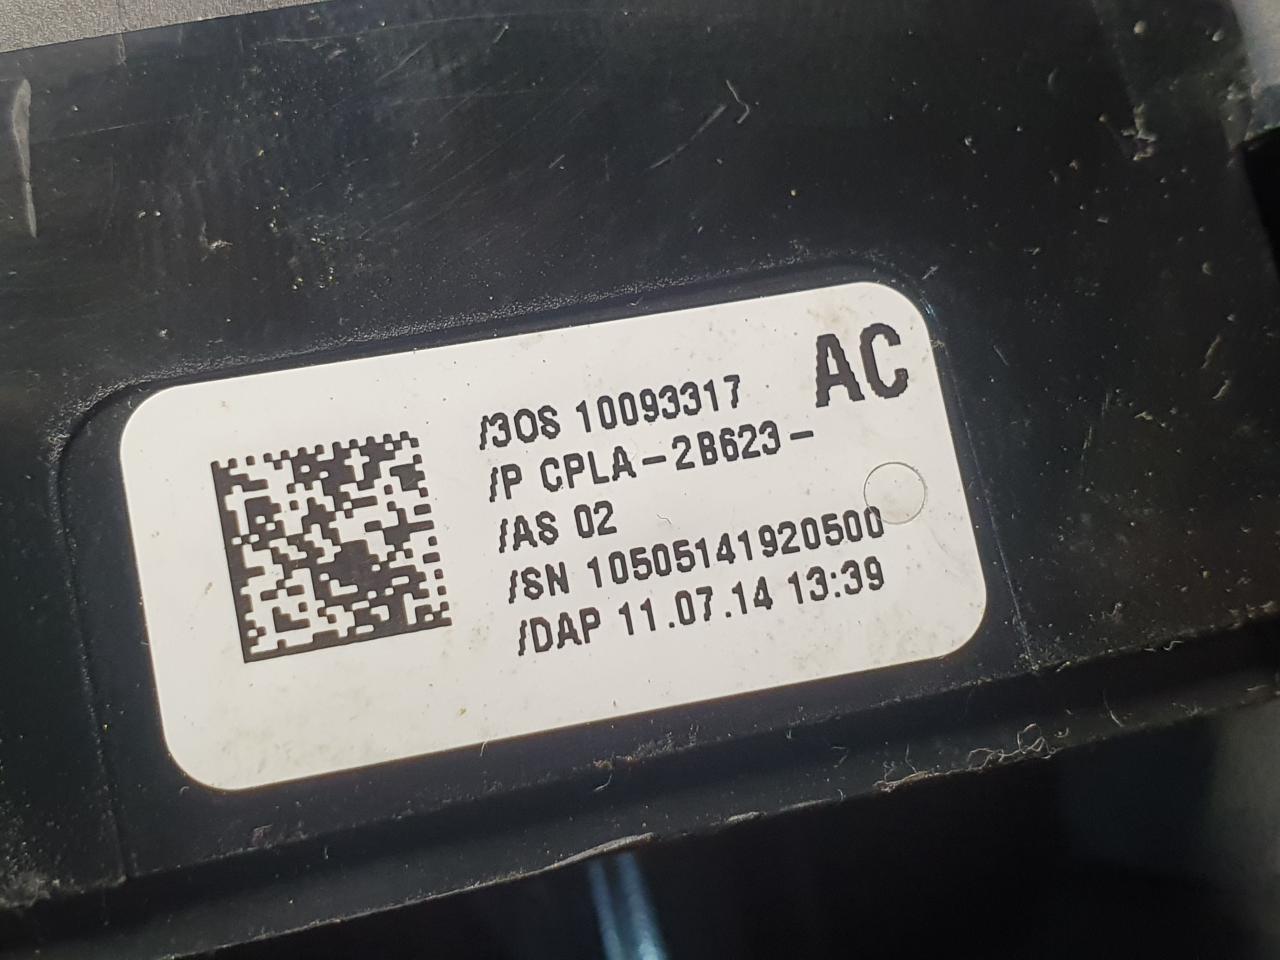 /3OS 10093317
AC
/P CPLA-2B623-
/AS 02
/SN 10505141920500
/DAP 11.07.14 13:39